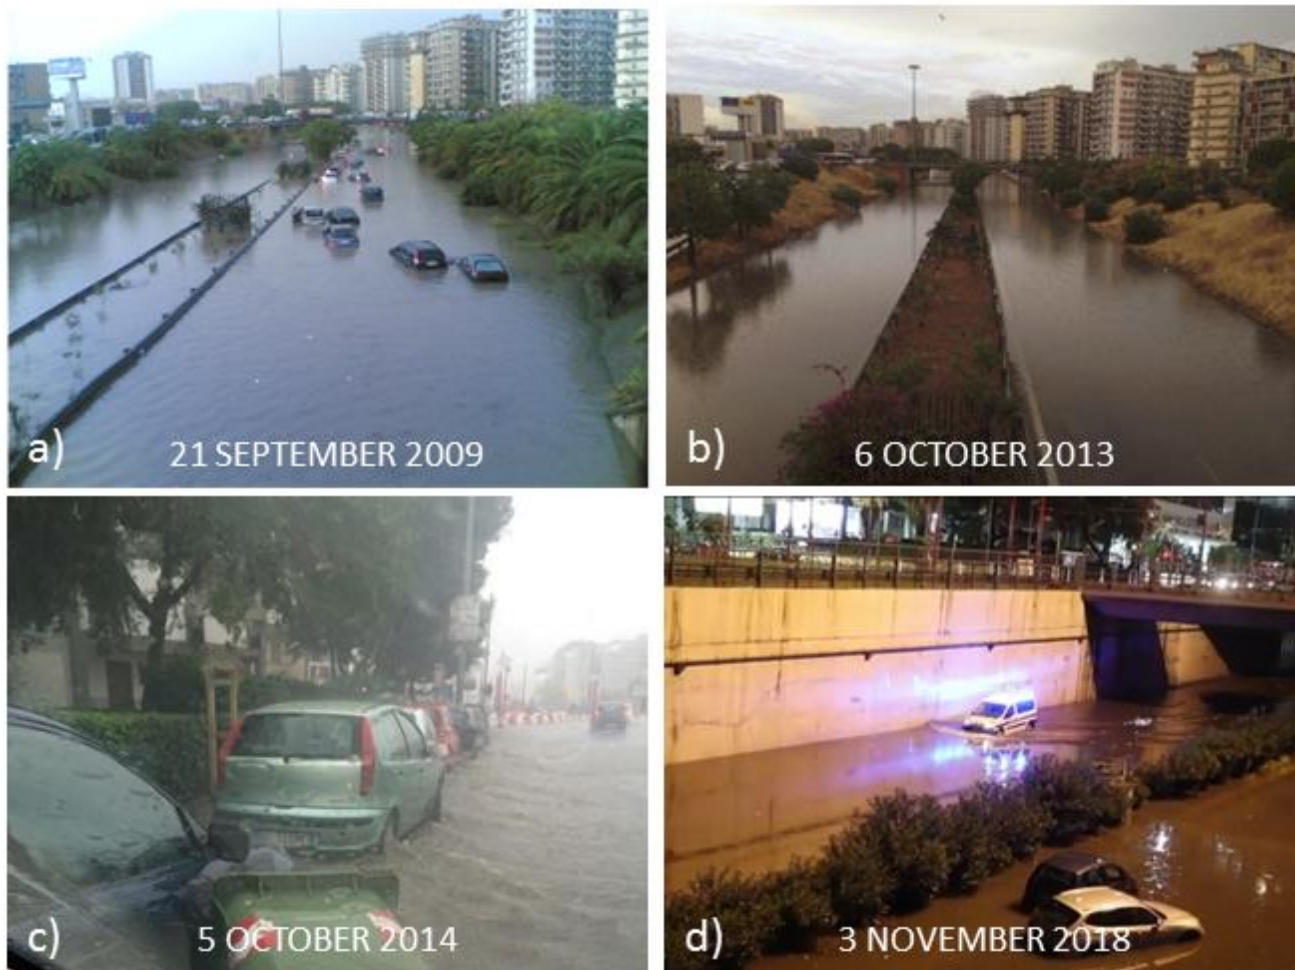 a)
21 SEPTEMBER 2009
b)
6 OCTOBER 2013
c)
5 OCTOBER 2014
d)
3 NOVEMBER 2018